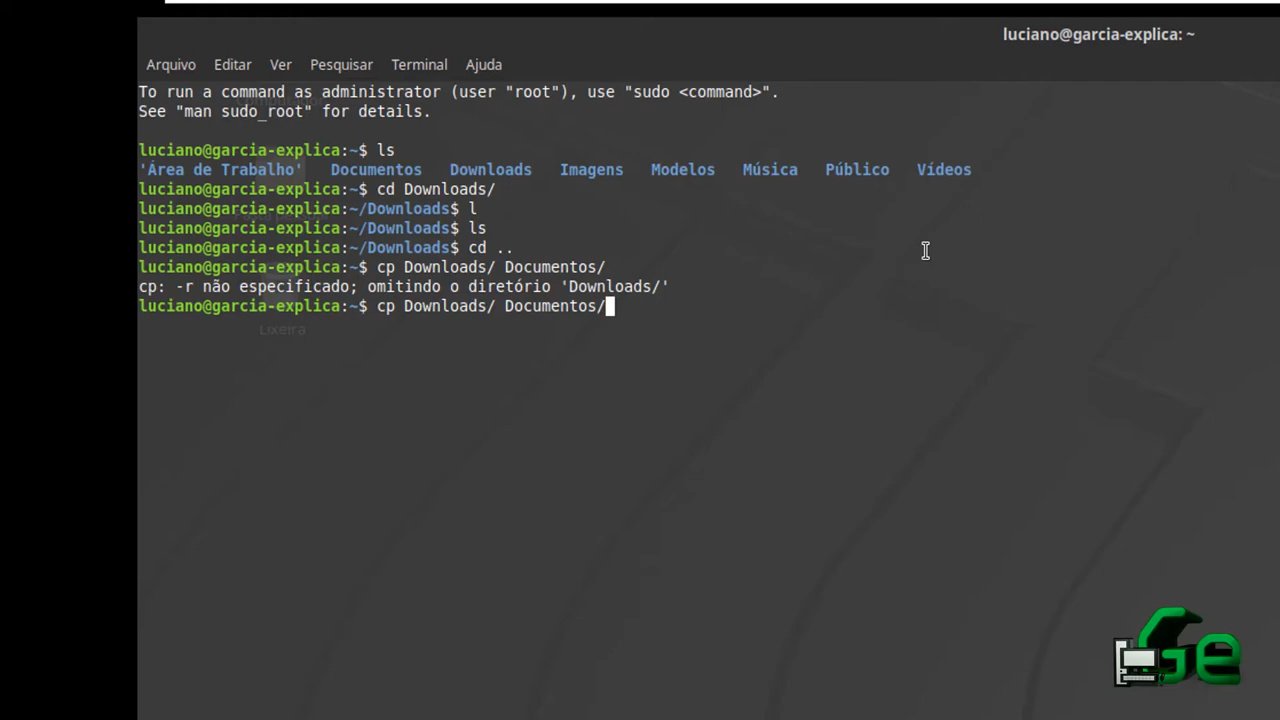 luciano@garcia-explica: ~
Arquivo Editar Ver Pesquisar Terminal Ajuda
To run a command as administrator (user "root"), use "sudo <command>".
See "man sudo_root" for details.
luciano@garcia-explica:~$ ls
'Área de Trabalho' Documentos Downloads Imagens Modelos Música Público Vídeos
luciano@garcia-explica:~$ cd Downloads/
luciano@garcia-explica:~/Downloads$ l
luciano@garcia-explica:~/Downloads$ ls
luciano@garcia-explica:~/Downloads$ cd ..
luciano@garcia-explica:~$ cp Downloads/ Documentos/
cp: -r não especificado; omitindo o diretório 'Downloads/'
luciano@garcia-explica:~$ cp Downloads/ Documentos/
Lixeira
Ge